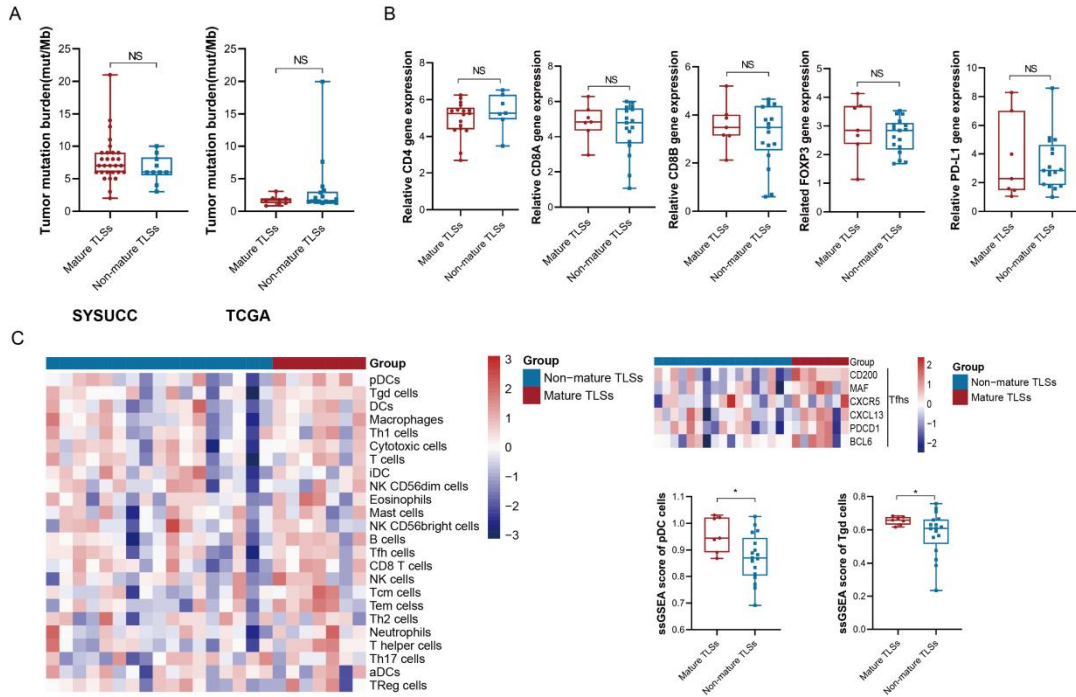 A
Tumor mutation burden(mut/Mb)
25
20
15
10
5
0
NS
Mature TLSs
Non-mature TLSs
SYSUCC
Tumor mutation burden(mut/Mb)
25
20
15
10
5
0
NS
Mature TLSs
Non-mature TLSs
TCGA
B
Relative CD4 gene expression
8
6
4
2
0
NS
Mature TLSs
Non-mature TLSs
Relative CD8A gene expression
8
6
4
2
0
NS
Mature TLSs
Non-mature TLSs
Relative CD8B gene expression
6
4
2
0
NS
Mature TLSs
Non-mature TLSs
Related FOXP3 gene expression
5
4
3
2
1
0
NS
Mature TLSs
Non-mature TLSs
Relative PD-L1 gene expression
10
8
6
4
2
0
NS
Mature TLSs
Non-mature TLSs
C
Group
pDCs
Tgd cells
DCs
Macrophages
Th1 cells
Cytotoxic cells
T cells
iDC
NK CD56dim cells
Eosinophils
Mast cells
NK CD56bright cells
B cells
Tfh cells
CD8 T cells
NK cells
Tcm cells
Tem celss
Th2 cells
Neutrophils
T helper cells
Th17 cells
aDCs
TReg cells
3
2
1
0
−1
−2
−3
Group
Non−mature TLSs
Mature TLSs
Group
CD200
MAF
CXCR5
CXCL13
PDCD1
BCL6
Tfhs
2
1
0
−1
−2
Group
Non−mature TLSs
Mature TLSs
ssGSEA score of pDC cells
1.1
1.0
0.9
0.8
0.7
0.6
*
Mature TLSs
Non-mature TLSs
ssGSEA score of Tgd cells
0.8
0.6
0.4
0.2
0.0
*
Mature TLSs
Non-mature TLSs